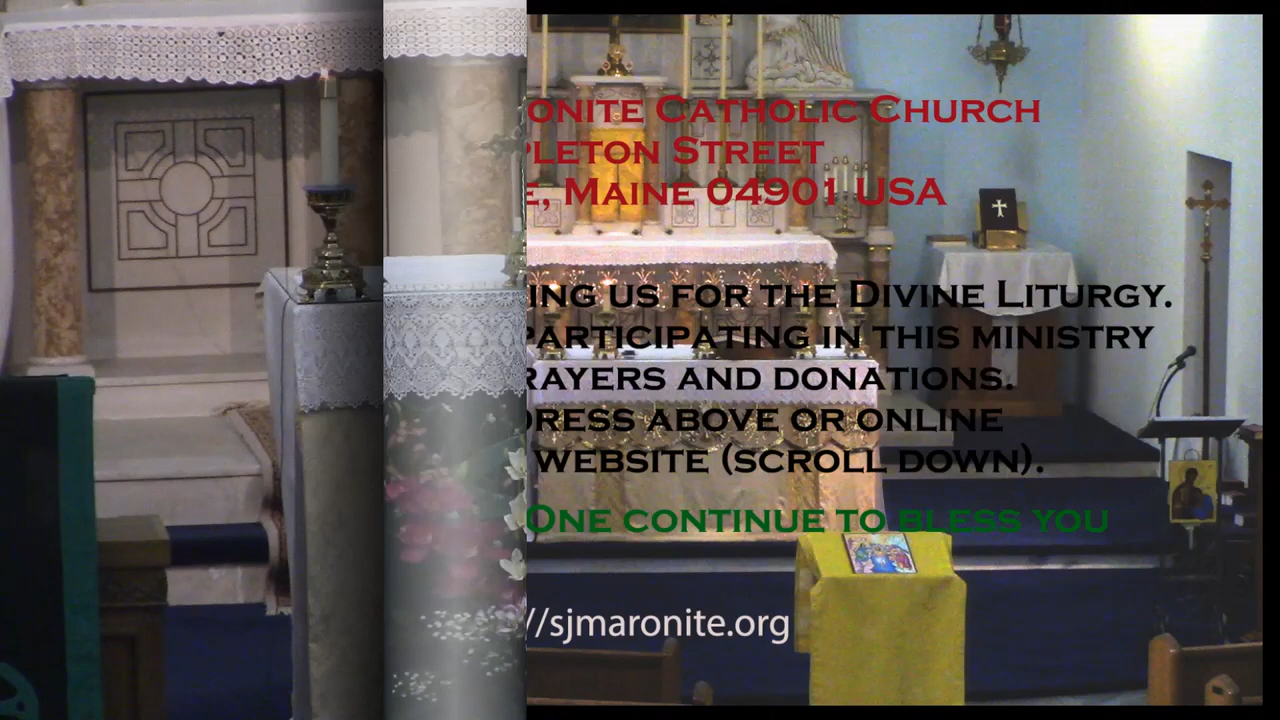 ONITE CATHOLIC CHURCH
PLETON STREET
E, MAINE 04901 USA
ING US FOR THE DIVINE LITURGY.
PARTICIPATING IN THIS MINISTRY
RAYERS AND DONATIONS.
DRESS ABOVE OR ONLINE
WEBSITE (SCROLL DOWN).
ONE CONTINUE TO BLESS YOU
//sjmaronite.org